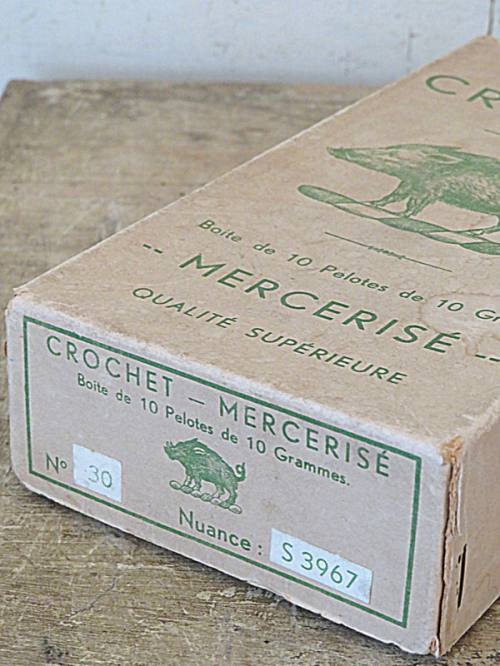 CR
Boite de 10 Pelotes de 10 G
-- MERCERISÉ --
QUALITÉ SUPÉRIEURE
CROCHET — MERCERISÉ
Boite de 10 Pelotes de 10 Grammes.
Nº 30
Nuance : S 3967